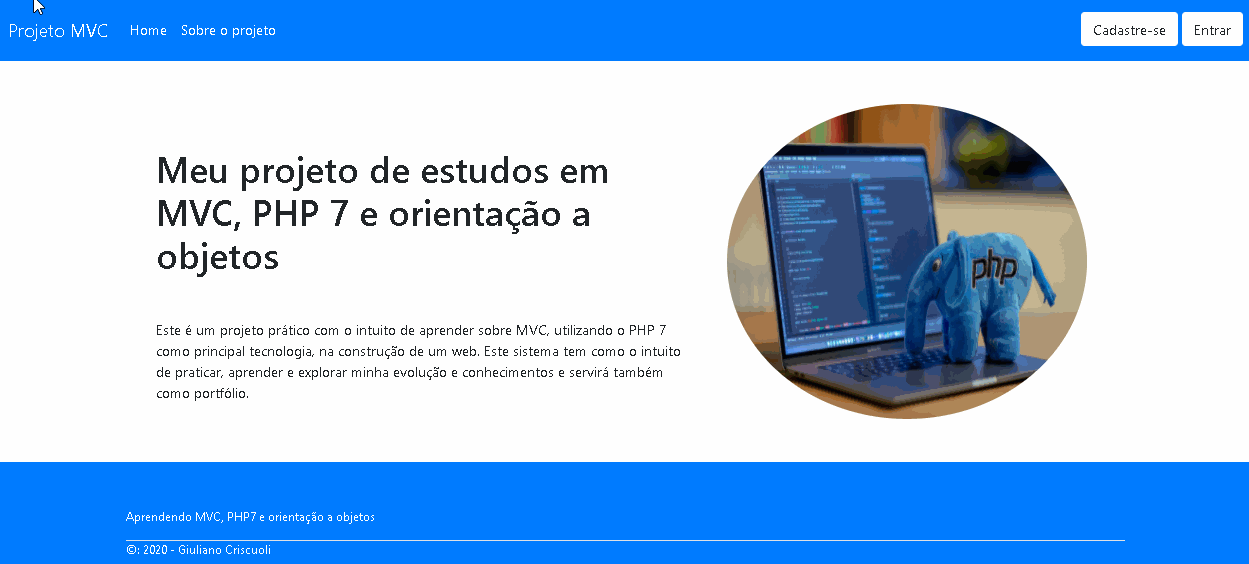 Projeto MVC Home Sobre o projeto Cadastre-se Entrar
Meu projeto de estudos em
MVC, PHP 7 e orientação a
objetos
php
Este é um projeto prático com o intuito de aprender sobre MVC, utilizando o PHP 7
como principal tecnologia, na construção de um web. Este sistema tem como o intuito
de praticar, aprender e explorar minha evolução e conhecimentos e servirá também
como portfólio.
Aprendendo MVC, PHP7 e orientação a objetos
©: 2020 - Giuliano Criscuoli